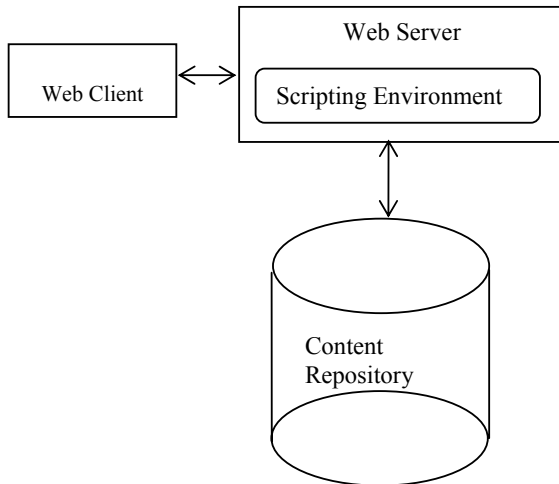 Web Server
Web Client
Scripting Environment
Content
Repository